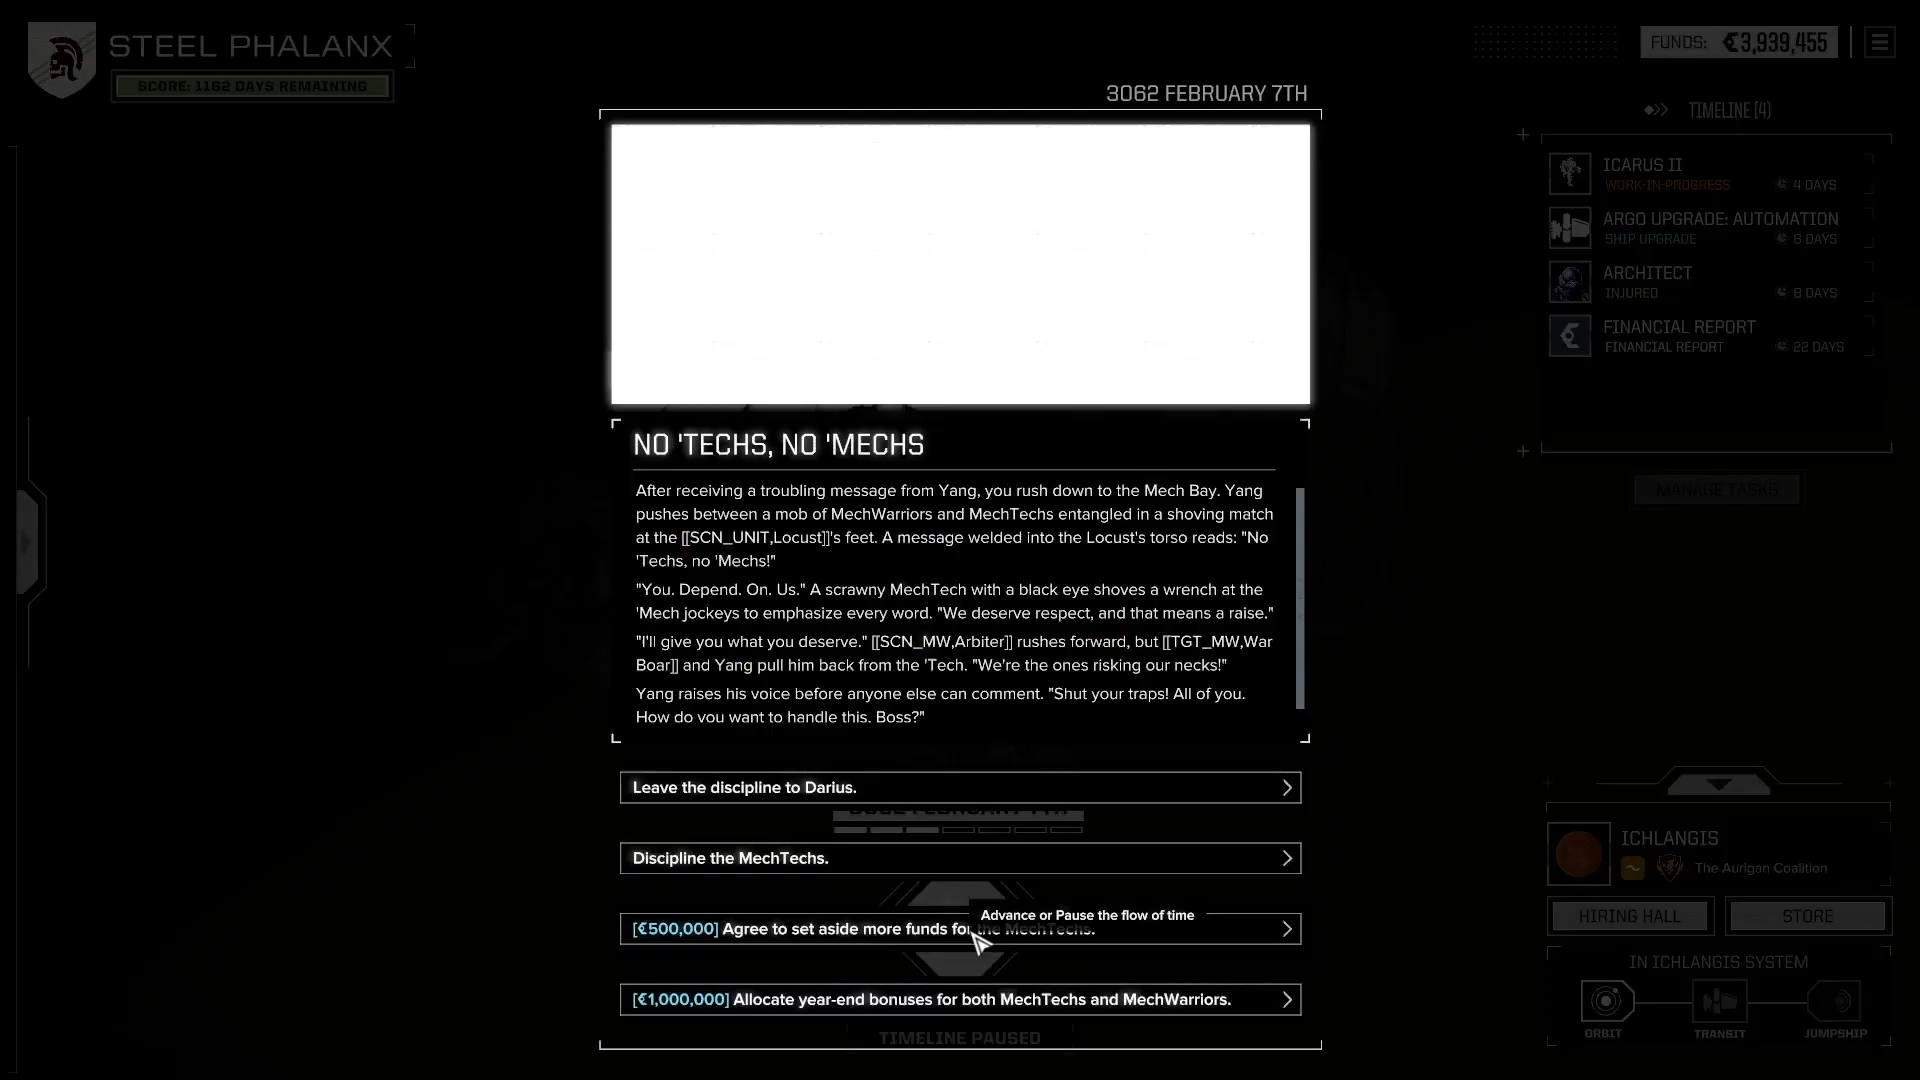 STEEL PHALANX
SCORE: 1162 DAYS REMAINING
FUNDS: 3,939,455
3062 FEBRUARY 7TH
TIMELINE (4)
ICARUS II
WORK-IN-PROGRESS
4 DAYS
ARGO UPGRADE: AUTOMATION
SHIP UPGRADE
8 DAYS
ARCHITECT
INJURED
8 DAYS
FINANCIAL REPORT
FINANCIAL REPORT
22 DAYS
MANAGE TASKS
NO 'TECHS, NO 'MECHS
After receiving a troubling message from Yang, you rush down to the Mech Bay. Yang
pushes between a mob of MechWarriors and MechTechs entangled in a shoving match
at the [[SCN_UNIT,Locust]]'s feet. A message welded into the Locust's torso reads: "No
'Techs, no 'Mechs!"
"You. Depend. On. Us." A scrawny MechTech with a black eye shoves a wrench at the
'Mech jockeys to emphasize every word. "We deserve respect, and that means a raise."
"I'll give you what you deserve." [[SCN_MW,Arbiter]] rushes forward, but [[TGT_MW,War
Boar]] and Yang pull him back from the 'Tech. "We're the ones risking our necks!"
Yang raises his voice before anyone else can comment. "Shut your traps! All of you.
How do you want to handle this, Boss?"
Leave the discipline to Darius.
3062 FEBRUARY 7TH
Discipline the MechTechs.
Advance or Pause the flow of time
[₡500,000] Agree to set aside more funds for the MechTechs.
[₡1,000,000] Allocate year-end bonuses for both MechTechs and MechWarriors.
TIMELINE PAUSED
ICHLANGIS
The Aurigan Coalition
HIRING HALL
STORE
IN ICHLANGIS SYSTEM
ORBIT
TRANSIT
JUMPSHIP